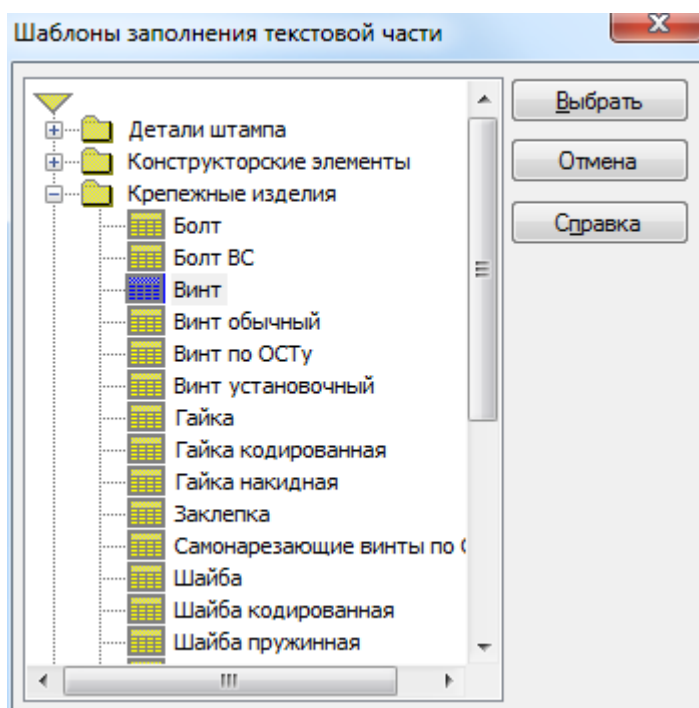 Шаблоны заполнения текстовой части
Выбрать
Отмена
Справка
Детали штампа
Конструкторские элементы
Крепежные изделия
Болт
Болт ВС
Винт
Винт обычный
Винт по ОСТу
Винт установочный
Гайка
Гайка кодированная
Гайка накидная
Заклепка
Самонарезающие винты по
Шайба
Шайба кодированная
Шайба пружинная